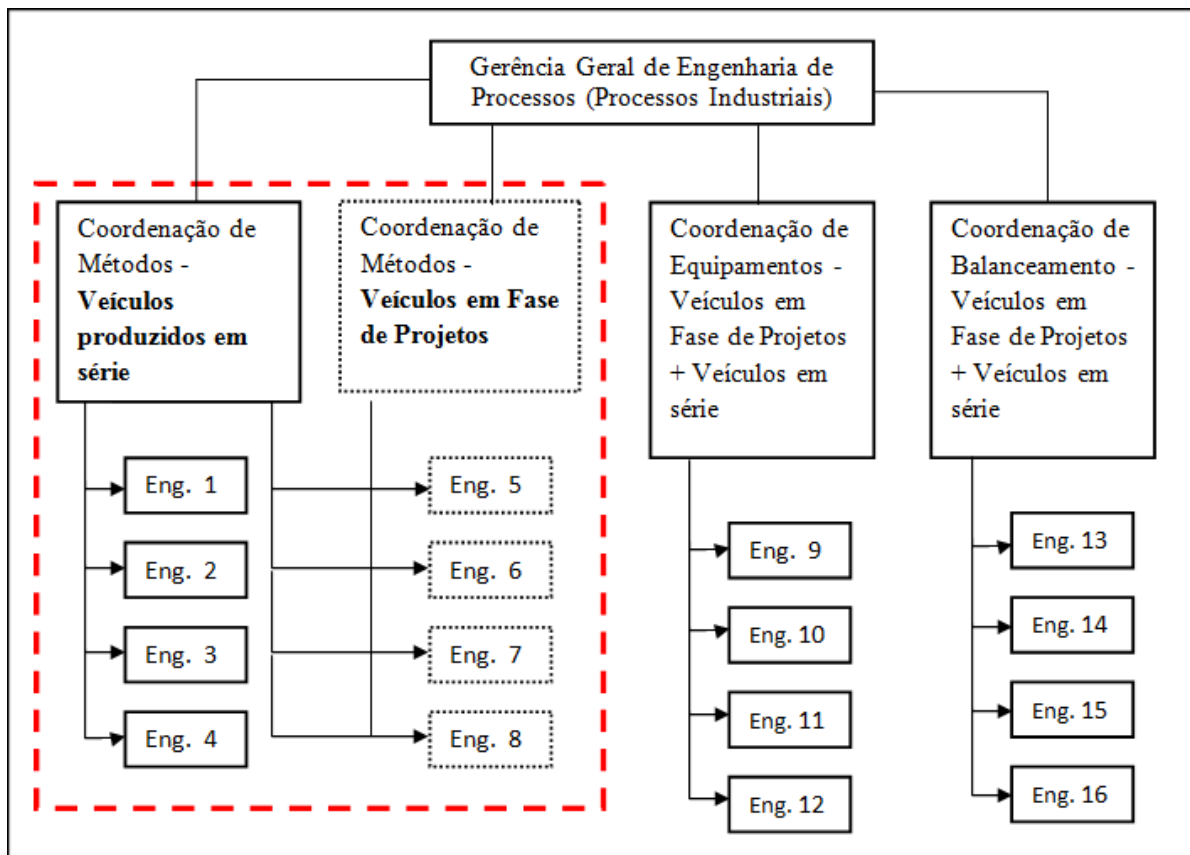 Gerência Geral de Engenharia de
Processos (Processos Industriais)
Coordenação de
Métodos -
Veículos
produzidos em
série
Coordenação de
Métodos -
Veículos em Fase
de Projetos
Coordenação de
Equipamentos -
Veículos em
Fase de Projetos
+ Veículos em
série
Coordenação de
Balanceamento -
Veículos em
Fase de Projetos
+ Veículos em
série
Eng. 1
Eng. 2
Eng. 3
Eng. 4
Eng. 5
Eng. 6
Eng. 7
Eng. 8
Eng. 9
Eng. 10
Eng. 11
Eng. 12
Eng. 13
Eng. 14
Eng. 15
Eng. 16